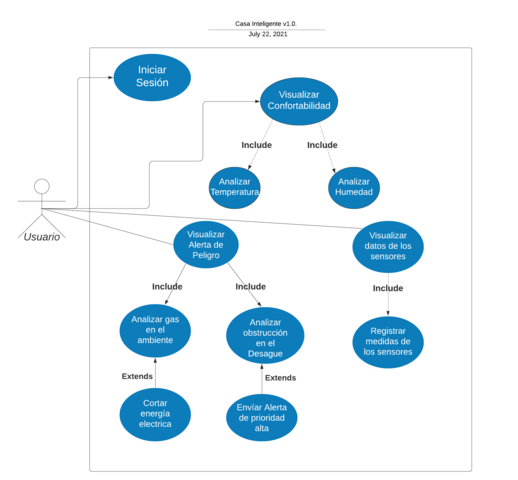 Casa Inteligente v1.0.
July 22, 2021
Iniciar
Sesión
Visualizar
Confortabilidad
Include
Include
Analizar
Temperatura
Analizar
Humedad
Usuario
Visualizar
Alerta de
Peligro
Visualizar
datos de los
sensores
Include
Include
Include
Analizar gas
en el
ambiente
Analizar
obstrucción
en el
Desague
Registrar
medidas de
los sensores
Extends
Extends
Cortar
energía
electrica
Envíar Alerta
de prioridad
alta